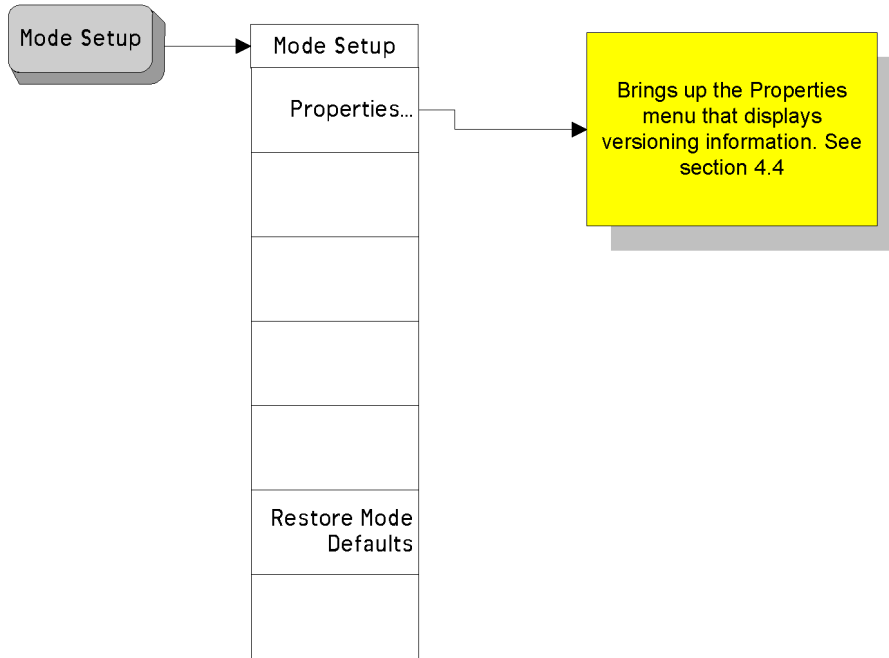 Mode Setup
Mode Setup
Properties...
Brings up the Properties
menu that displays
versioning information. See
section 4.4
Restore Mode
Defaults